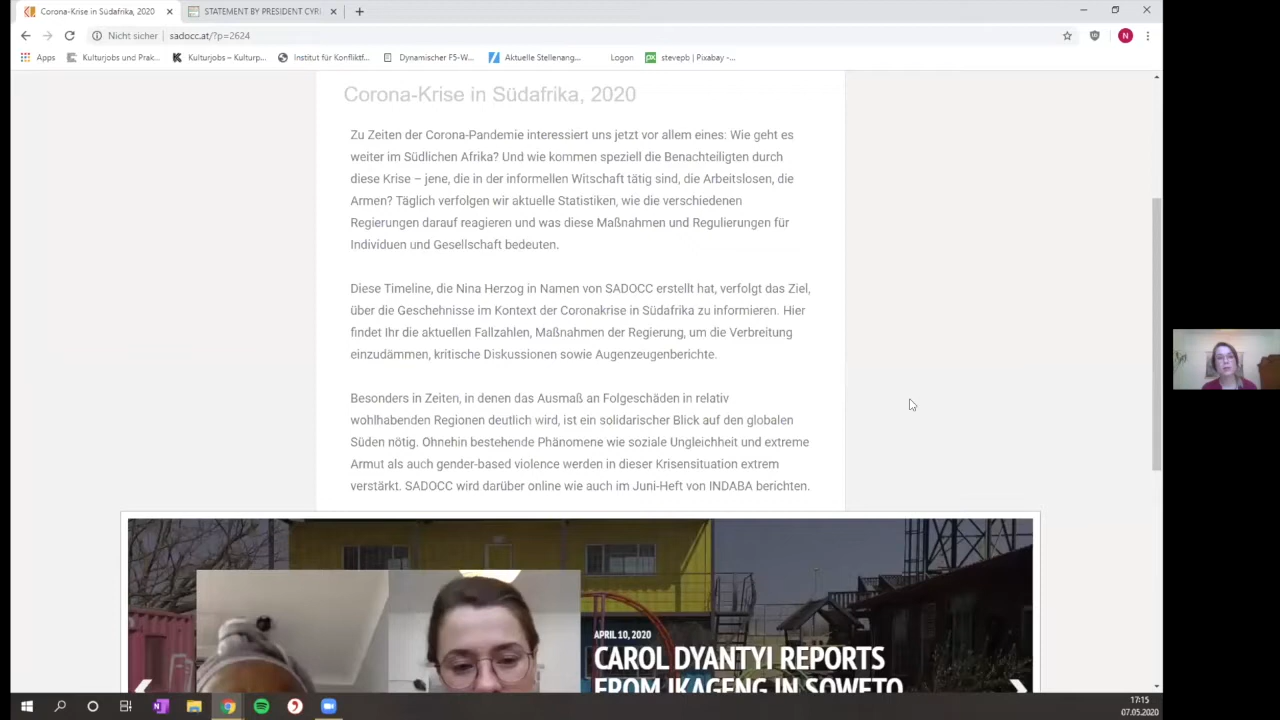 Corona-Krise in Südafrika, 2020
STATEMENT BY PRESIDENT CYRI
Nicht sicher
sadocc.at/?p=2624
N
Apps
Kulturjobs und Prak...
Kulturjobs – Kulturp...
Institut für Konfliktf...
Dynamischer F5-W...
Aktuelle Stellenang...
Logon
px
stevepb | Pixabay -...
Corona-Krise in Südafrika, 2020
Zu Zeiten der Corona-Pandemie interessiert uns jetzt vor allem eines: Wie geht es
weiter im Südlichen Afrika? Und wie kommen speziell die Benachteiligten durch
diese Krise – jene, die in der informellen Witschaft tätig sind, die Arbeitslosen, die
Armen? Täglich verfolgen wir aktuelle Statistiken, wie die verschiedenen
Regierungen darauf reagieren und was diese Maßnahmen und Regulierungen für
Individuen und Gesellschaft bedeuten.
Diese Timeline, die Nina Herzog in Namen von SADOCC erstellt hat, verfolgt das Ziel,
über die Geschehnisse im Kontext der Coronakrise in Südafrika zu informieren. Hier
findet Ihr die aktuellen Fallzahlen, Maßnahmen der Regierung, um die Verbreitung
einzudämmen, kritische Diskussionen sowie Augenzeugenberichte.
Besonders in Zeiten, in denen das Ausmaß an Folgeschäden in relativ
wohlhabenden Regionen deutlich wird, ist ein solidarischer Blick auf den globalen
Süden nötig. Ohnehin bestehende Phänomene wie soziale Ungleichheit und extreme
Armut als auch gender-based violence werden in dieser Krisensituation extrem
verstärkt. SADOCC wird darüber online wie auch im Juni-Heft von INDABA berichten.
APRIL 10, 2020
CAROL DYANTYI REPORTS
FROM IKAGENG IN SOWETO
17:15
07.05.2020